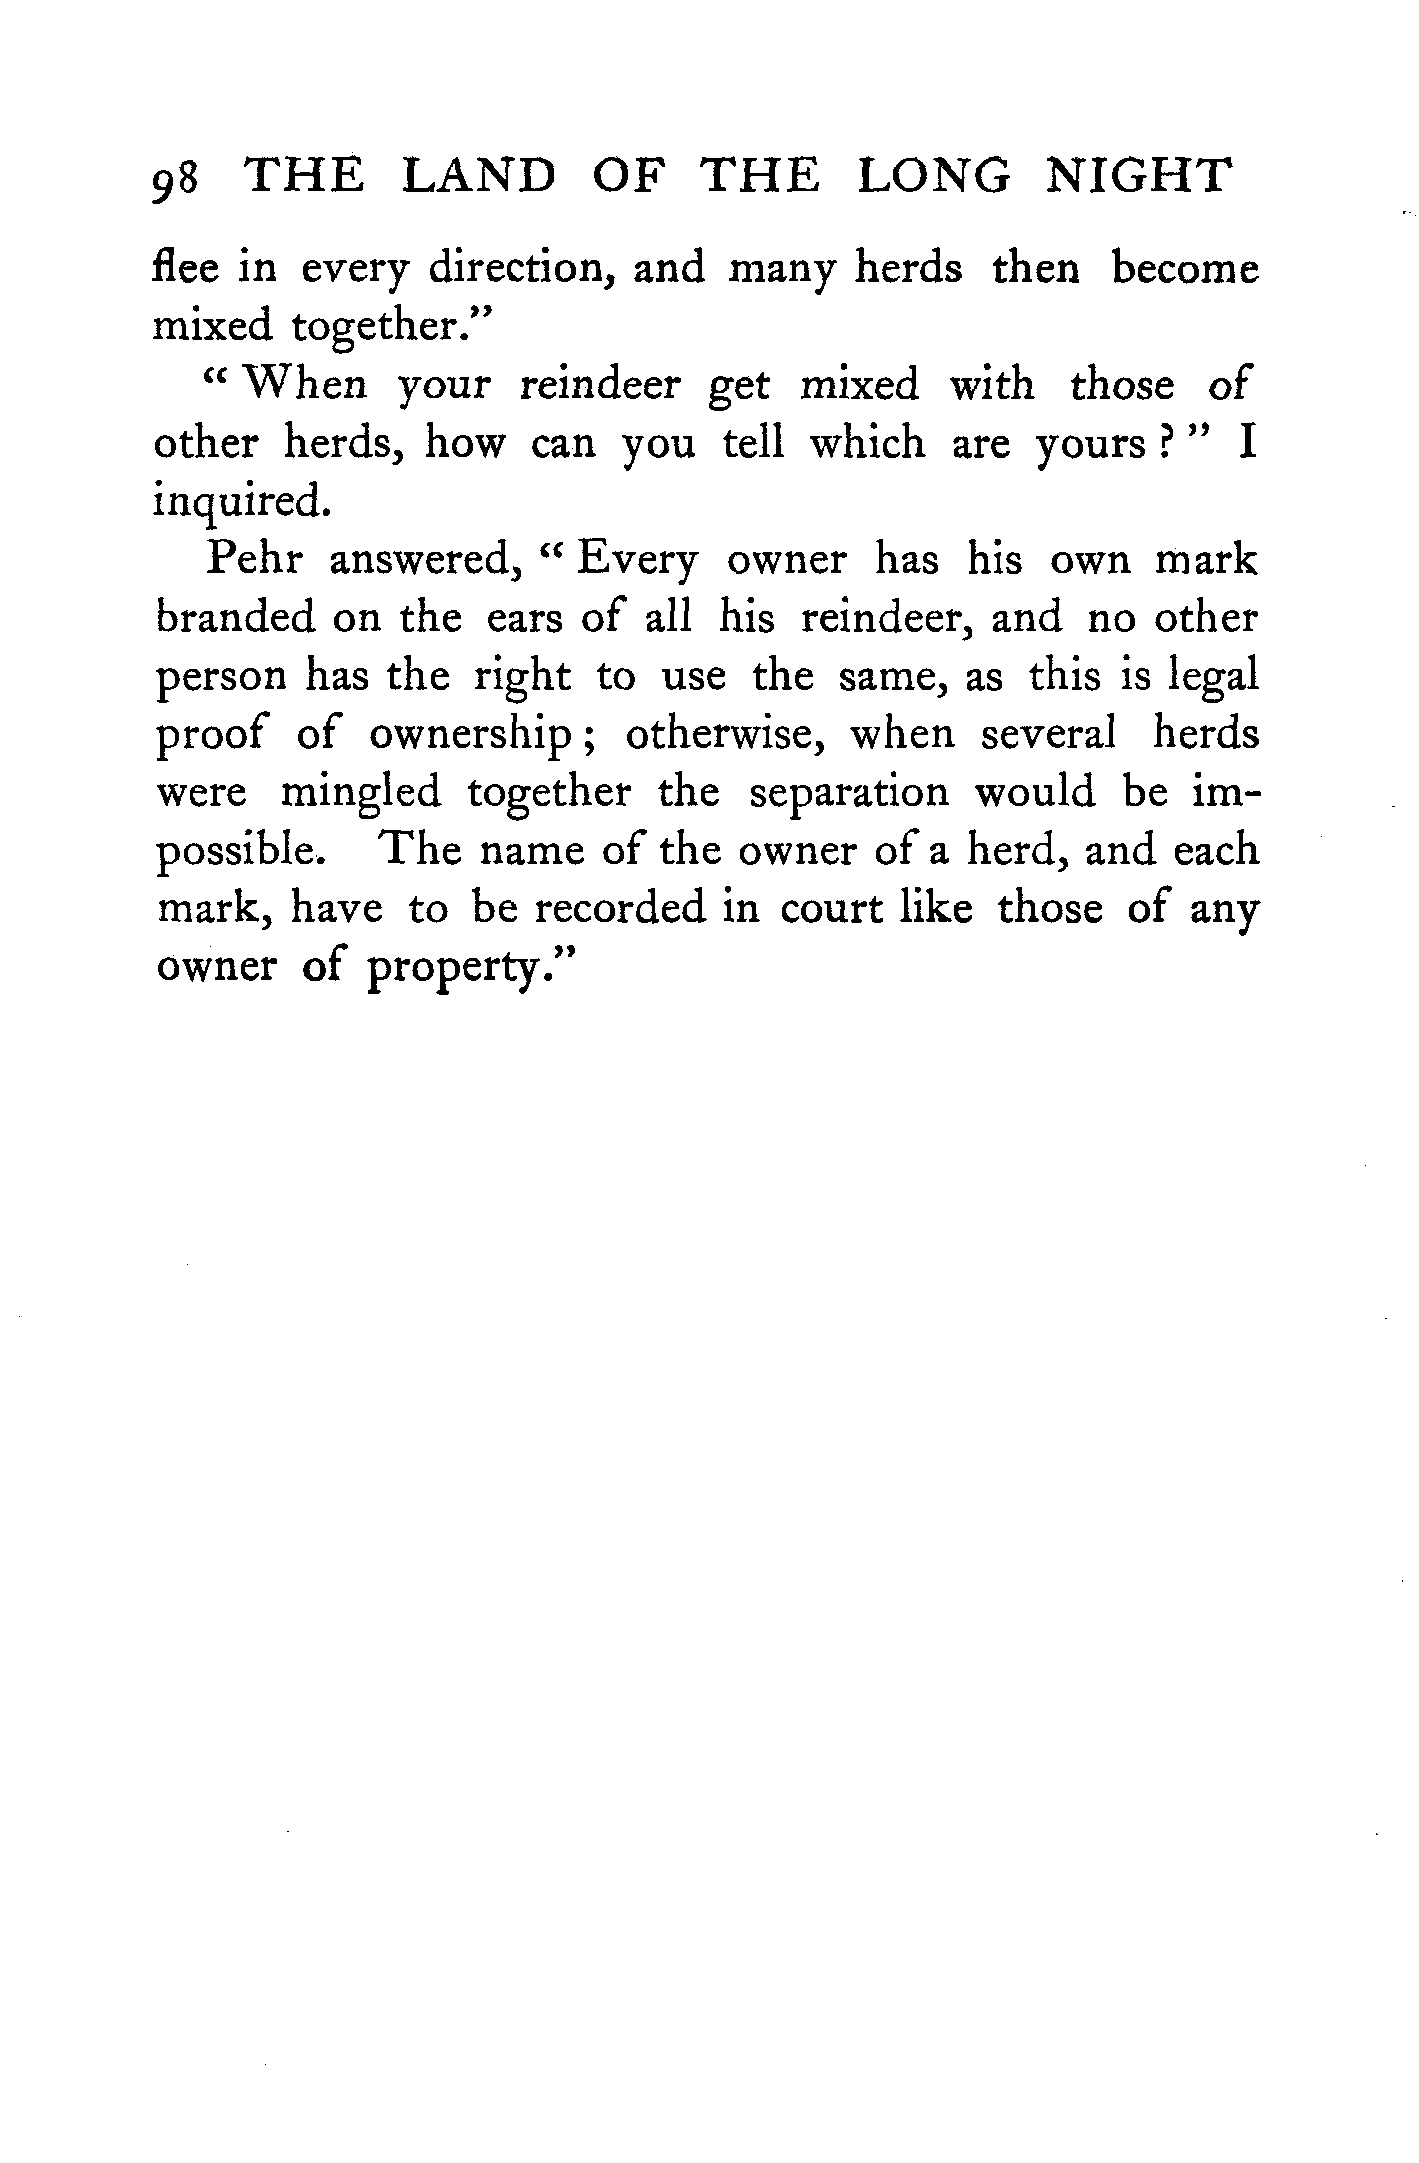 98 THE LAND OF THE LONG NIGHT
flee in every direction, and many herds then become
mixed together."
" When your reindeer get mixed with those of
other herds, how can you tell which are yours ? " I
inquired.
Pehr answered, " Every owner has his own mark
branded on the ears of all his reindeer, and no other
person has the right to use the same, as this is legal
proof of ownership ; otherwise, when several herds
were mingled together the separation would be im-
possible. The name of the owner of a herd, and each
mark, have to be recorded in court like those of any
owner of property."